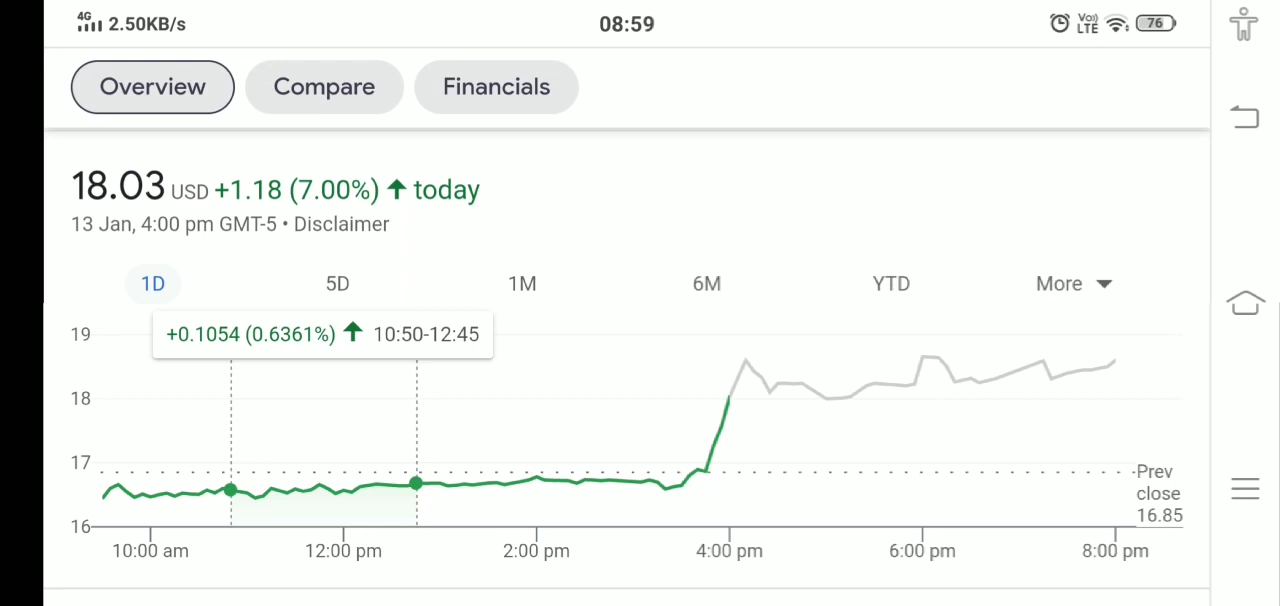 4G 2.50KB/s 08:59 Vo)) LTE 76
Overview Compare Financials
18.03 USD +1.18 (7.00%) today
13 Jan, 4:00 pm GMT-5 • Disclaimer
1D 5D 1M 6M YTD More
+0.1054 (0.6361%) 10:50-12:45
19
18
17
16
Prev
close
16.85
10:00 am 12:00 pm 2:00 pm 4:00 pm 6:00 pm 8:00 pm